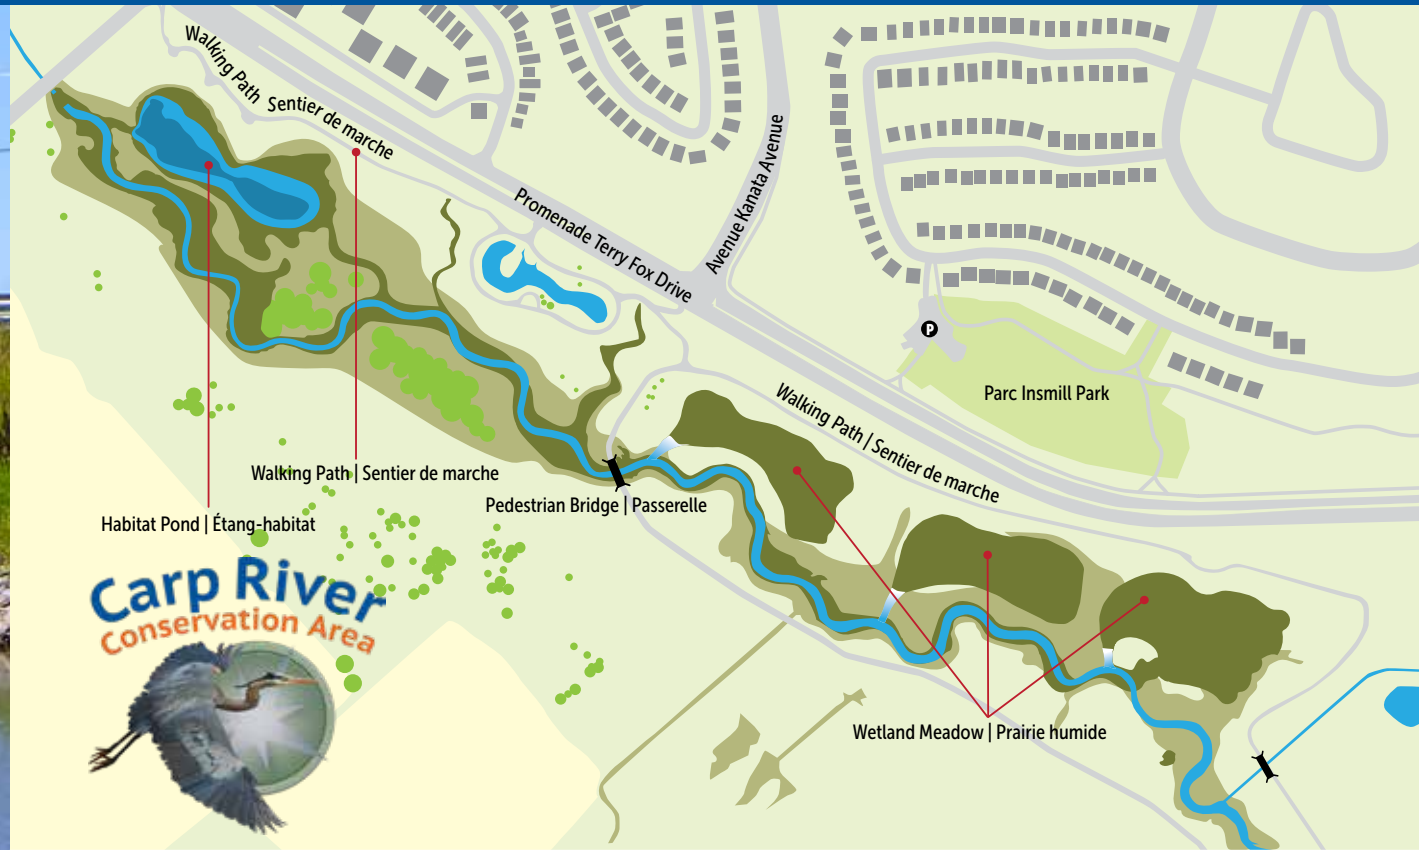 Walking Path Sentier de marche
Promenade Terry Fox Drive
Avenue Kanata Avenue
P
Parc Insmill Park
Walking Path | Sentier de marche
Walking Path | Sentier de marche
Pedestrian Bridge | Passerelle
Habitat Pond | Étang-habitat
Carp River
Conservation Area
Wetland Meadow | Prairie humide